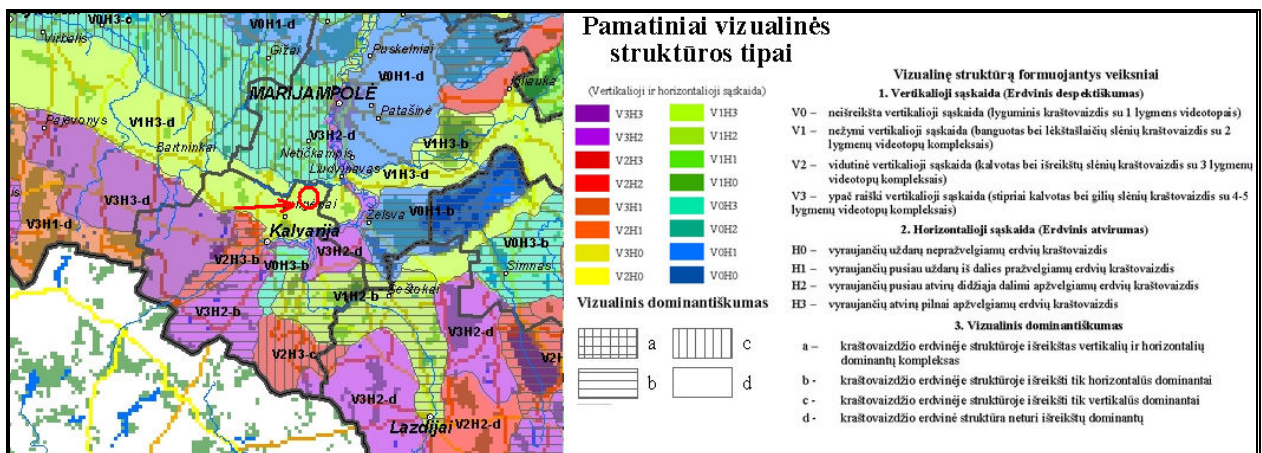 V0H3-c
V0H1-d
Virbalis
Gižai
Puskelniai
V0H1-d
Igliauka
MARIJAMPOLĖ
Patašinė
Pajevonys
V1H3-d
V3H2-d
V1H3-b
Bartninkai
Netičkampis
Liudvinavas
V1H3-d
V3H3-d
V0H1-b
Želsva
V3H1-d
Kalvarija
V2H3-b
V0H3-b
V3H2-d
V0H3-b
Simnas
V1H2-b
Šeštokai
V3H2-b
V3H2-d
V2H3-c
V2H
V3H2-d
Lazdijai
V2H2-d
Pamatiniai vizualinės
struktūros tipai
(Vertikalioji ir horizontalioji sąskaida)
V3H3 V1H3
V3H2 V1H2
V2H3 V1H1
V2H2 V1H0
V3H1 V0H3
V2H1 V0H2
V3H0 V0H1
V2H0 V0H0
Vizualinis dominantiškumas
a c
b d
Vizualinę struktūrą formuojantys veiksniai
1. Vertikalioji sąskaida (Erdvinis despektiškumas)
V0 – neišreikšta vertikalioji sąskaida (lyguminis kraštovaizdis su 1 lygmens videotopais)
V1 – nežymi vertikalioji sąskaida (banguotas bei lėkštašlaičių slėnių kraštovaizdis su 2
lygmenų videotopų kompleksais)
V2 – vidutinė vertikalioji sąskaida (kalvotas bei išreikštų slėnių kraštovaizdis su 3 lygmenų
videotopų kompleksais)
V3 – ypač raiški vertikalioji sąskaida (stipriai kalvotas bei gilių slėnių kraštovaizdis su 4-5
lygmenų videotopų kompleksais)
2. Horizontalioji sąskaida (Erdvinis atvirumas)
H0 – vyraujančių uždarų nepražvelgiamų erdvių kraštovaizdis
H1 – vyraujančių pusiau uždarų iš dalies pražvelgiamų erdvių kraštovaizdis
H2 – vyraujančių pusiau atvirų didžiaja dalimi apžvelgiamų erdvių kraštovaizdis
H3 – vyraujančių atvirų pilnai apžvelgiamų erdvių kraštovaizdis
3. Vizualinis dominantiškumas
a – kraštovaizdžio erdvinėje struktūroje išreikštas vertikalių ir horizontalių
dominantų kompleksas
b - kraštovaizdžio erdvinėje struktūroje išreikšti tik horizontalūs dominantai
c - kraštovaizdžio erdvinėje struktūroje išreikšti tik vertikalūs dominantai
d - kraštovaizdžio erdvinė struktūra neturi išreikštų dominantų